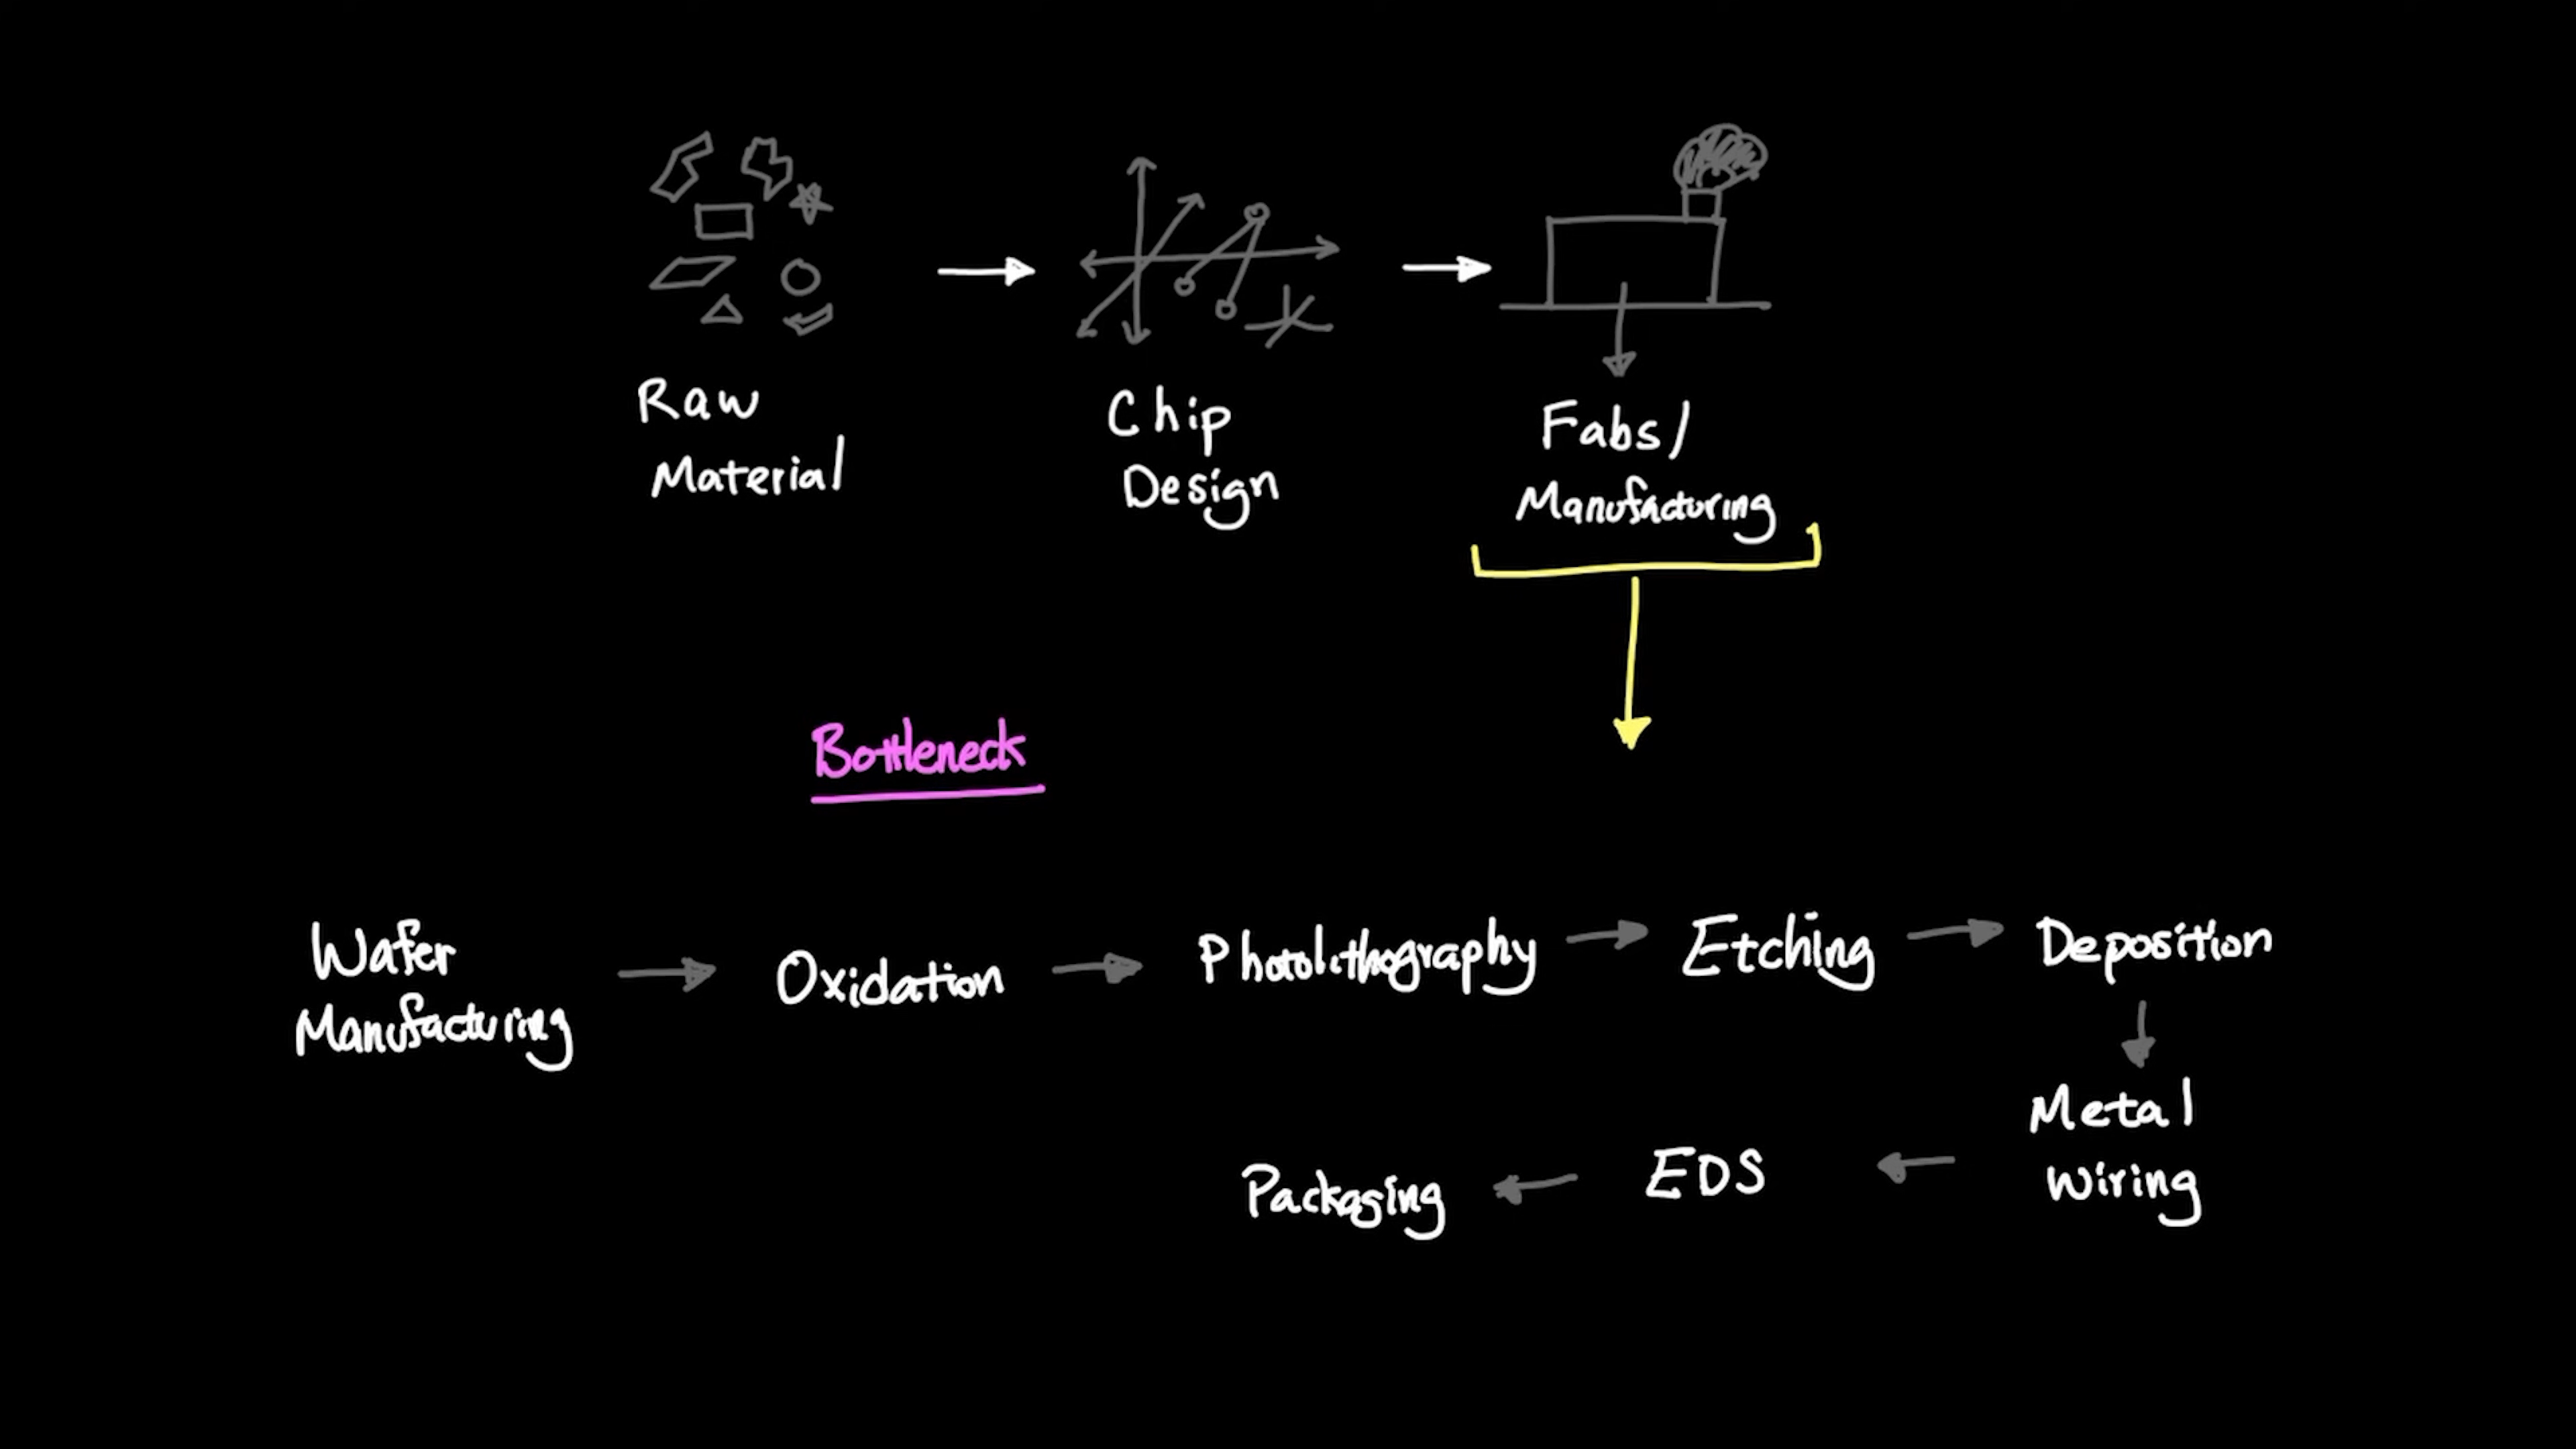 Raw
Material
Chip
Design
Fabs/
Manufacturing
Bottleneck
Wafer
Manufacturing
Oxidation
Photolithography
Etching
Deposition
Metal
Wiring
EDS
Packaging